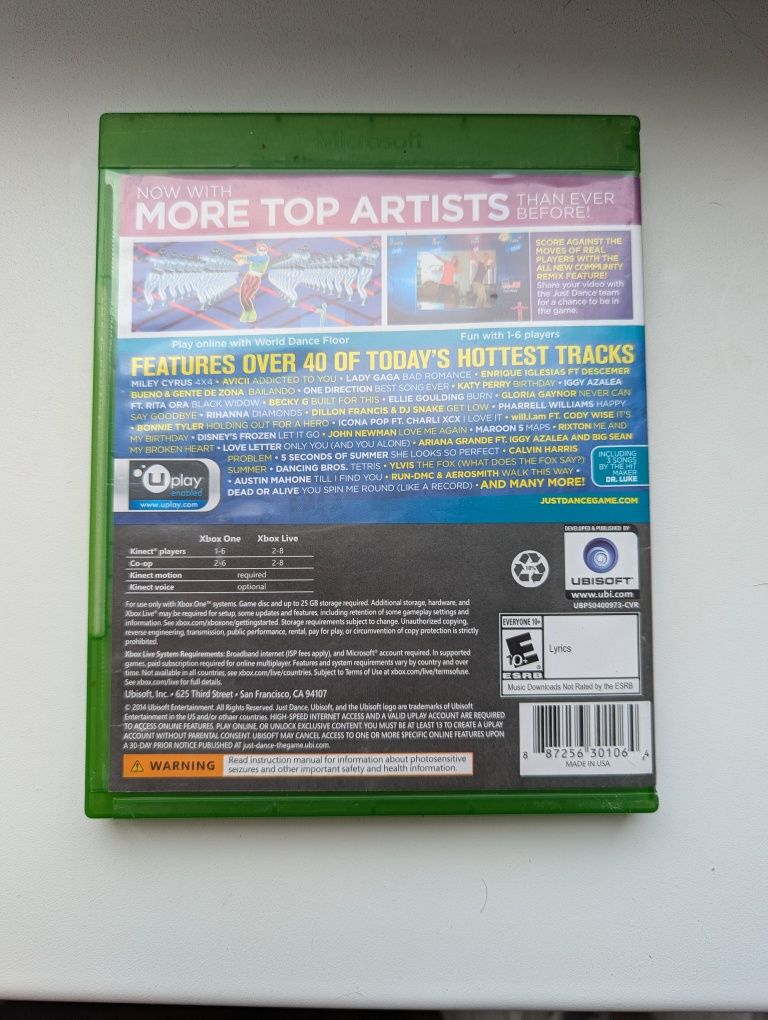 Microsoft
NOW WITH
MORE TOP ARTISTS
THAN EVER
BEFORE!
SCORE AGAINST THE
MOVES OF REAL
PLAYERS WITH THE
ALL NEW COMMUNITY
REMIX FEATURE!
Share your video with
the Just Dance team
for a chance to be in
the game.
Play online with World Dance Floor
Fun with 1-6 players
FEATURES OVER 40 OF TODAY'S HOTTEST TRACKS
MILEY CYRUS 4X4 • AVICII ADDICTED TO YOU • LADY GAGA BAD ROMANCE • ENRIQUE IGLESIAS FT DESCEMER
BUENO & GENTE DE ZONA BAILANDO • ONE DIRECTION BEST SONG EVER • KATY PERRY BIRTHDAY • IGGY AZALEA
FT. RITA ORA BLACK WIDOW • BECKY G BUILT FOR THIS • ELLIE GOULDING BURN • GLORIA GAYNOR NEVER CAN
SAY GOODBYE • RIHANNA DIAMONDS • DILLON FRANCIS & DJ SNAKE GET LOW • PHARRELL WILLIAMS HAPPY
• BONNIE TYLER HOLDING OUT FOR A HERO • ICONA POP FT. CHARLI XCX I LOVE IT • will.i.am FT. CODY WISE IT'S
MY BIRTHDAY • DISNEY'S FROZEN LET IT GO • JOHN NEWMAN LOVE ME AGAIN • MAROON 5 MAPS • RIXTON ME AND
MY BROKEN HEART • LOVE LETTER ONLY YOU (AND YOU ALONE) • ARIANA GRANDE FT. IGGY AZALEA AND BIG SEAN
PROBLEM • 5 SECONDS OF SUMMER SHE LOOKS SO PERFECT • CALVIN HARRIS
SUMMER • DANCING BROS. TETRIS • YLVIS THE FOX (WHAT DOES THE FOX SAY?)
• AUSTIN MAHONE TILL I FIND YOU • RUN-DMC & AEROSMITH WALK THIS WAY •
DEAD OR ALIVE YOU SPIN ME ROUND (LIKE A RECORD) • AND MANY MORE!
INCLUDING
3 SONGS
BY THE HIT
MAKER
DR. LUKE
Uplay
enabled
www.uplay.com
JUSTDANCEGAME.COM
Xbox One Xbox Live
Kinect® players 1-6 2-8
Co-op 2-6 2-8
Kinect motion required
Kinect voice optional
DEVELOPED & PUBLISHED BY:
UBISOFT™
www.ubi.com
UBPS0400973-CVR
For use only with Xbox One™ systems. Game disc and up to 25 GB storage required. Additional storage, hardware, and
Xbox Live® may be required for setup, some updates and features, including retention of some gameplay settings and
information. See xbox.com/xboxone/gettingstarted. Storage requirements subject to change. Unauthorized copying,
reverse engineering, transmission, public performance, rental, pay for play, or circumvention of copy protection is strictly
prohibited.
Xbox Live System Requirements: Broadband internet (ISP fees apply), and Microsoft® account required. In supported
games, paid subscription required for online multiplayer. Features and system requirements vary by country and over
time. Not available in all countries, see xbox.com/live/countries. Subject to Terms of Use at xbox.com/live/termsofuse.
See xbox.com/live for full details.
Ubisoft, Inc. • 625 Third Street • San Francisco, CA 94107
EVERYONE 10+
E
10+
ESRB
Lyrics
Music Downloads Not Rated by the ESRB
© 2014 Ubisoft Entertainment. All Rights Reserved. Just Dance, Ubisoft, and the Ubisoft logo are trademarks of Ubisoft
Entertainment in the US and/or other countries. HIGH-SPEED INTERNET ACCESS AND A VALID UPLAY ACCOUNT ARE REQUIRED
TO ACCESS ONLINE FEATURES, PLAY ONLINE, OR UNLOCK EXCLUSIVE CONTENT. YOU MUST BE AT LEAST 13 TO CREATE A UPLAY
ACCOUNT WITHOUT PARENTAL CONSENT. UBISOFT MAY CANCEL ACCESS TO ONE OR MORE SPECIFIC ONLINE FEATURES UPON
A 30-DAY PRIOR NOTICE PUBLISHED AT just-dance-thegame.ubi.com.
WARNING
Read instruction manual for information about photosensitive
seizures and other important safety and health information.
8 87256 30106 4
MADE IN USA